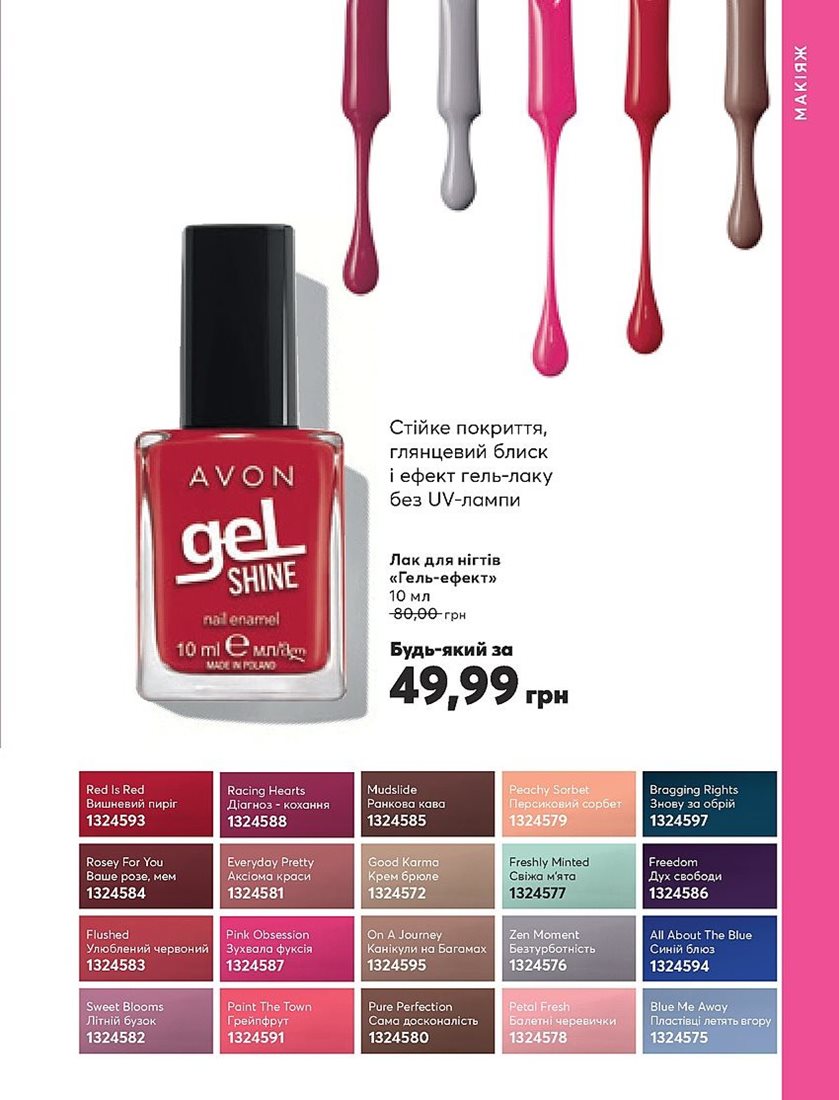 МАКІЯЖ
Стійке покриття,
глянцевий блиск
і ефект гель-лаку
без UV-лампи
AVON
gel
SHINE
nail enamel
10 ml e мл/
MADE IN POLAND
Лак для нігтів
«Гель-ефект»
10 мл
80,00 грн
Будь-який за
49,99 грн
Red Is Red
Вишневий пиріг
1324593
Racing Hearts
Діагноз - кохання
1324588
Mudslide
Ранкова кава
1324585
Peachy Sorbet
Персиковий сорбет
1324579
Bragging Rights
Знову за обрій
1324597
Rosey For You
Ваше розе, мем
1324584
Everyday Pretty
Аксіома краси
1324581
Good Karma
Крем брюле
1324572
Freshly Minted
Свіжа м'ята
1324577
Freedom
Дух свободи
1324586
Flushed
Улюблений червоний
1324583
Pink Obsession
Зухвала фуксія
1324587
On A Journey
Канікули на Багамах
1324595
Zen Moment
Безтурботність
1324576
All About The Blue
Синій блюз
1324594
Sweet Blooms
Літній бузок
1324582
Paint The Town
Грейпфрут
1324591
Pure Perfection
Сама досконалість
1324580
Petal Fresh
Балетні черевички
1324578
Blue Me Away
Пластівці летять вгору
1324575